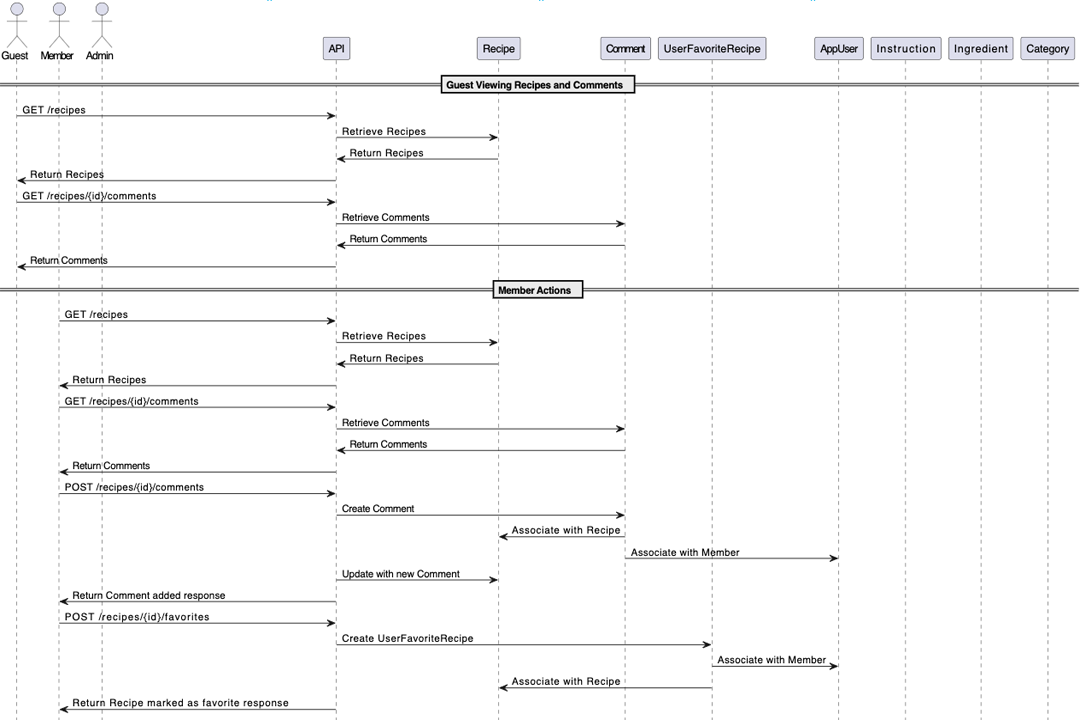 Guest Member Admin API Recipe Comment UserFavoriteRecipe AppUser Instruction Ingredient Category
Guest Viewing Recipes and Comments
GET /recipes
Retrieve Recipes
Return Recipes
Return Recipes
GET /recipes/{id}/comments
Retrieve Comments
Return Comments
Return Comments
Member Actions
GET /recipes
Retrieve Recipes
Return Recipes
Return Recipes
GET /recipes/{id}/comments
Retrieve Comments
Return Comments
Return Comments
POST /recipes/{id}/comments
Create Comment
Associate with Recipe
Associate with Member
Update with new Comment
Return Comment added response
POST /recipes/{id}/favorites
Create UserFavoriteRecipe
Associate with Member
Associate with Recipe
Return Recipe marked as favorite response